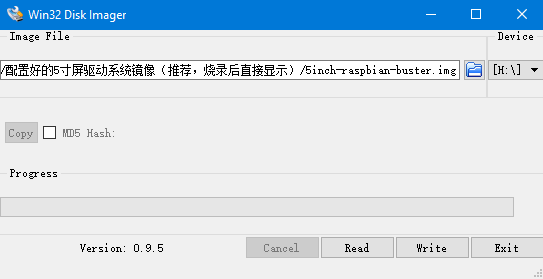 Win32 Disk Imager
Image File
Device
/配置好的5寸屏驱动系统镜像（推荐，烧录后直接显示）/5inch-raspbian-buster.img
[H:\]
Copy
MD5 Hash:
Progress
Version: 0.9.5
Cancel
Read
Write
Exit